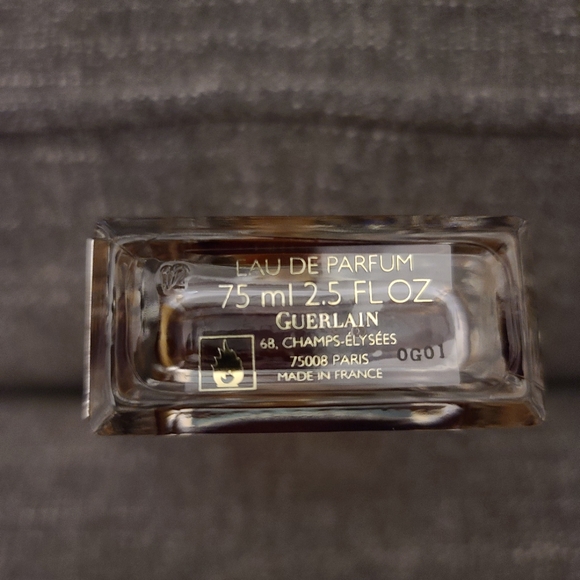 EAU DE PARFUM
75 ml 2.5 FL OZ
GUERLAIN
68, CHAMPS-ÉLYSÉES
75008 PARIS
MADE IN FRANCE
0G01